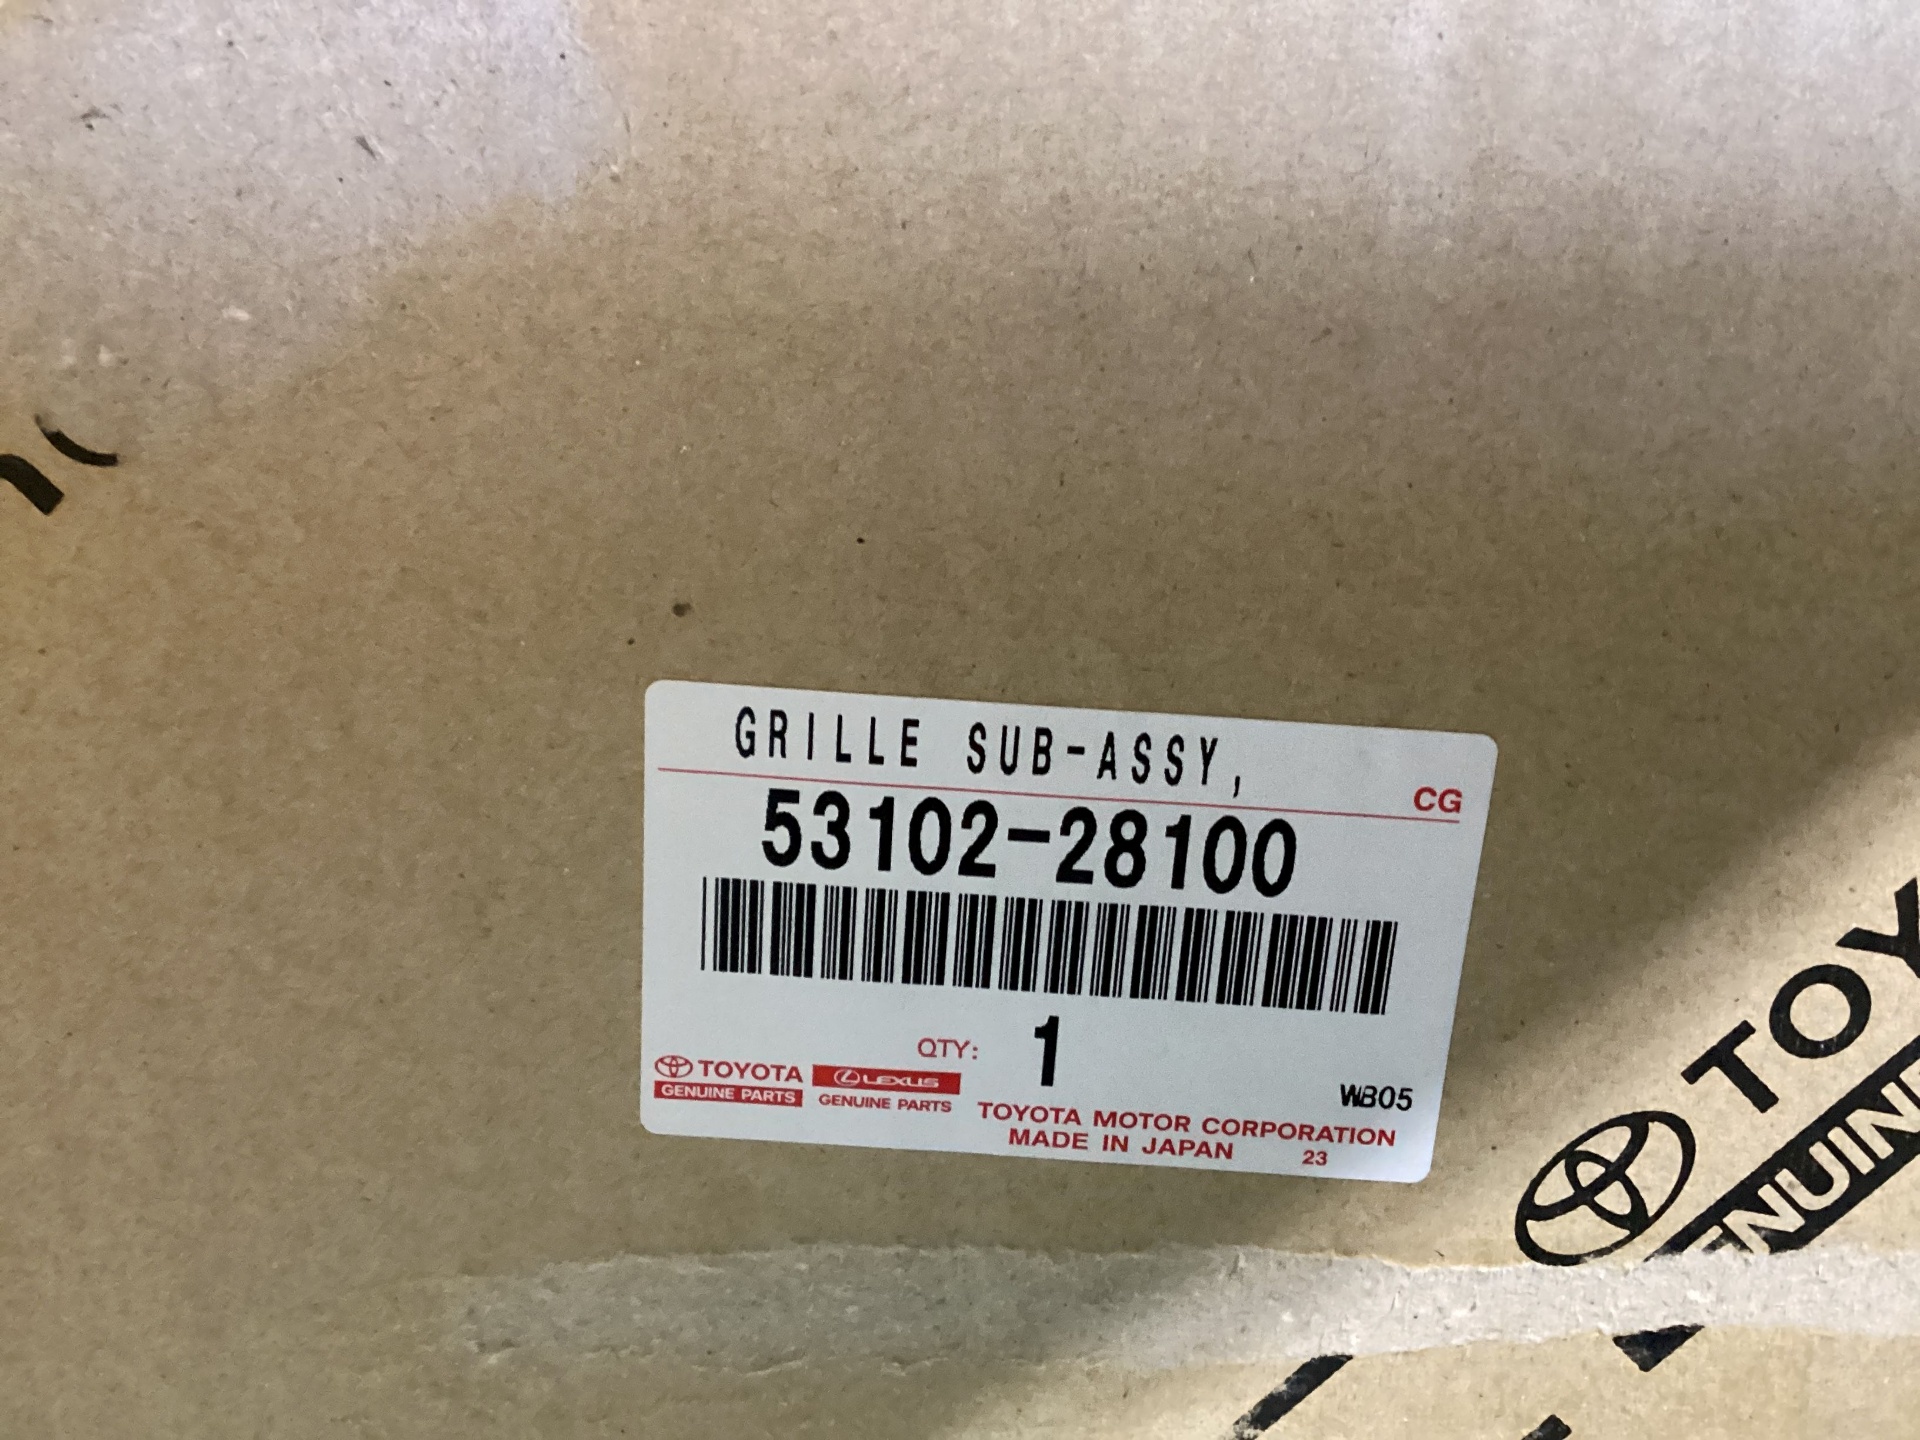 GRILLE SUB-ASSY,
CG
53102-28100
QTY: 1
TOYOTA
GENUINE PARTS
LEXUS
GENUINE PARTS
WB05
TOYOTA MOTOR CORPORATION
MADE IN JAPAN 23
TOY
ENUIN